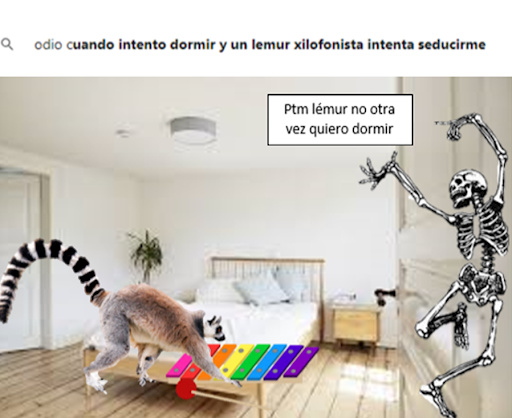 odio cuando intento dormir y un lemur xilofonista intenta seducirme
Ptm lémur no otra
vez quiero dormir